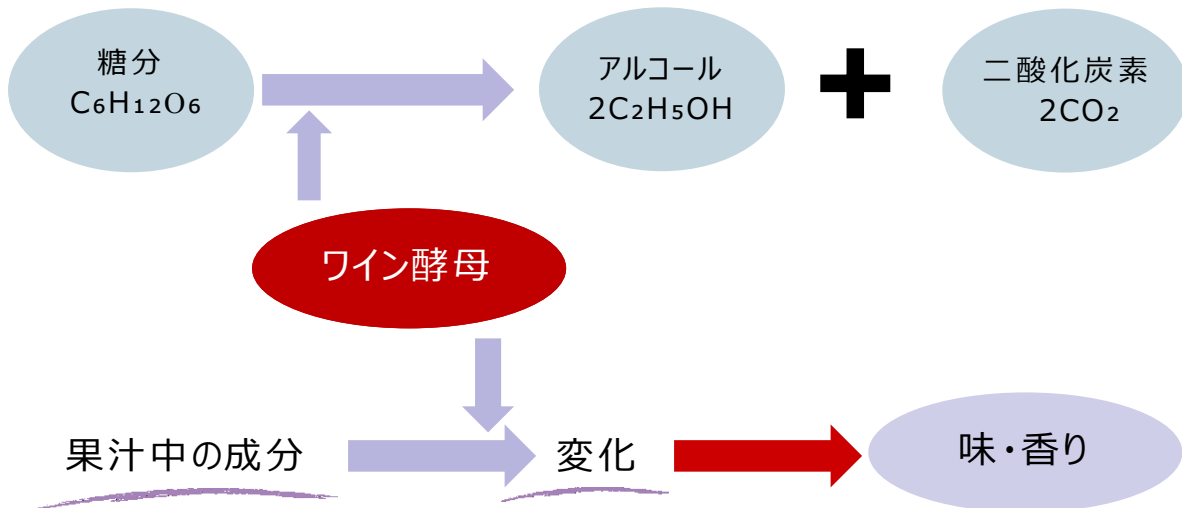 糖分
C₆H₁₂O₆
アルコール
2C₂H₅OH
二酸化炭素
2CO₂
ワイン酵母
果汁中の成分
変化
味・香り